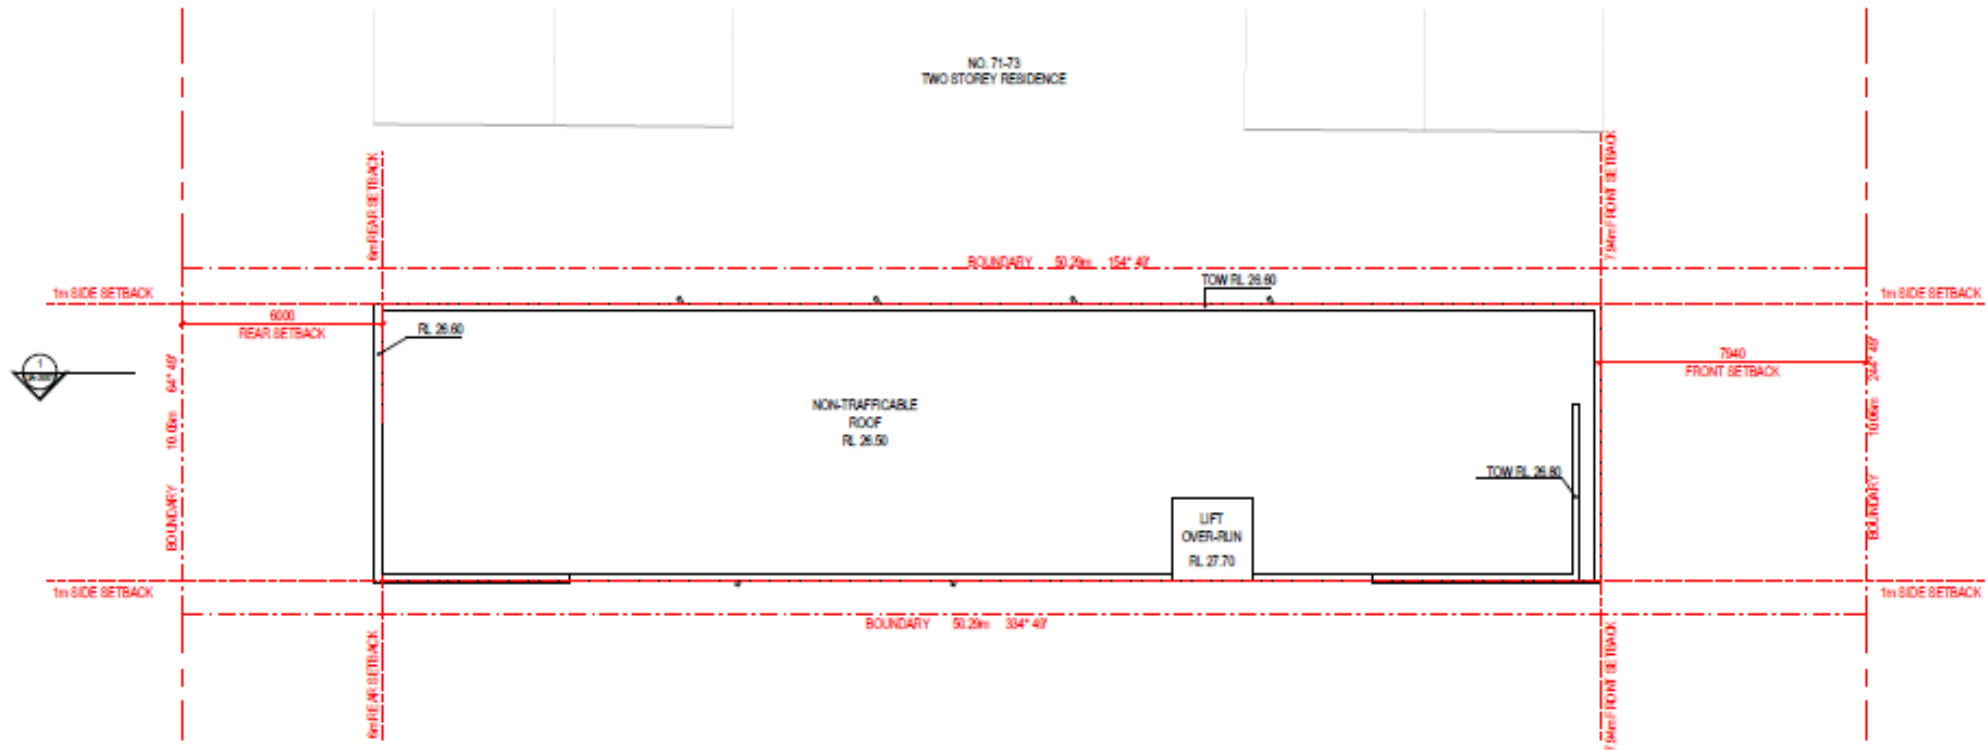 NO. 71-73
TWO STOREY RESIDENCE
6m REAR SETBACK
7.94m FRONT SETBACK
BOUNDARY 50.29m 154° 49'
1m SIDE SETBACK
TOW RL 26.60
1m SIDE SETBACK
6000
REAR SETBACK
RL 26.60
7940
FRONT SETBACK
1
BOUNDARY 10.06m 64° 49'
NON-TRAFFICABLE
ROOF
RL 26.50
BOUNDARY 10.06m 244° 49'
TOW RL 26.80
LIFT
OVER-RUN
RL 27.70
1m SIDE SETBACK
1m SIDE SETBACK
BOUNDARY 50.29m 334° 49'
6m REAR SETBACK
7.94m FRONT SETBACK